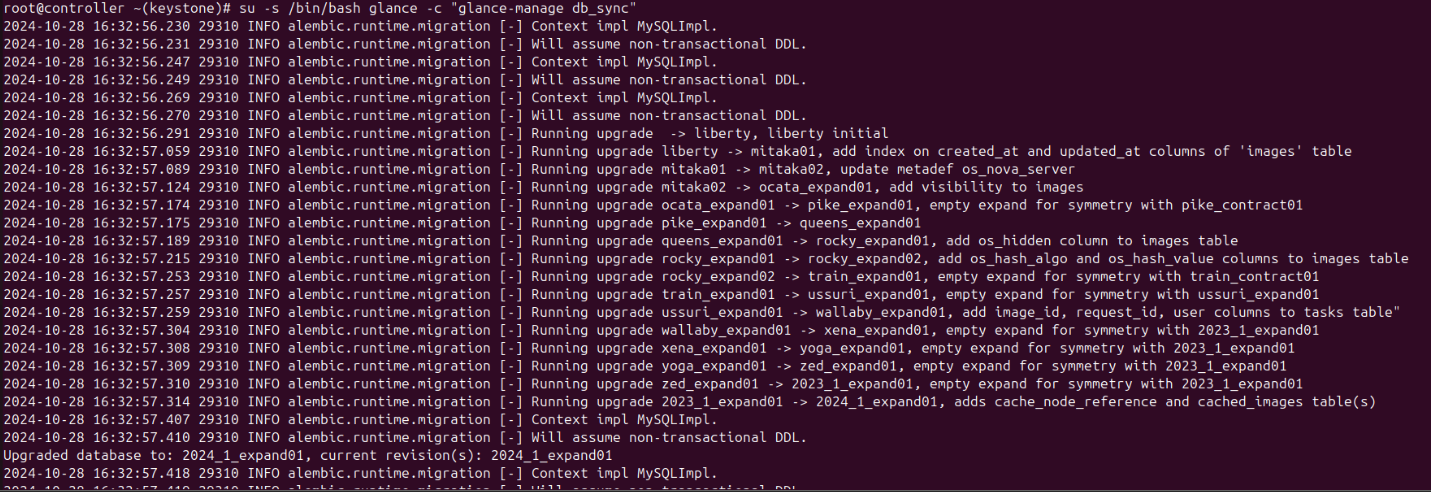 root@controller ~(keystone)# su -s /bin/bash glance -c "glance-manage db_sync"
2024-10-28 16:32:56.230 29310 INFO alembic.runtime.migration [-] Context impl MySQLImpl.
2024-10-28 16:32:56.231 29310 INFO alembic.runtime.migration [-] Will assume non-transactional DDL.
2024-10-28 16:32:56.247 29310 INFO alembic.runtime.migration [-] Context impl MySQLImpl.
2024-10-28 16:32:56.249 29310 INFO alembic.runtime.migration [-] Will assume non-transactional DDL.
2024-10-28 16:32:56.269 29310 INFO alembic.runtime.migration [-] Context impl MySQLImpl.
2024-10-28 16:32:56.270 29310 INFO alembic.runtime.migration [-] Will assume non-transactional DDL.
2024-10-28 16:32:56.291 29310 INFO alembic.runtime.migration [-] Running upgrade  -> liberty, liberty initial
2024-10-28 16:32:57.059 29310 INFO alembic.runtime.migration [-] Running upgrade liberty -> mitaka01, add index on created_at and updated_at columns of 'images' table
2024-10-28 16:32:57.089 29310 INFO alembic.runtime.migration [-] Running upgrade mitaka01 -> mitaka02, update metadef os_nova_server
2024-10-28 16:32:57.124 29310 INFO alembic.runtime.migration [-] Running upgrade mitaka02 -> ocata_expand01, add visibility to images
2024-10-28 16:32:57.174 29310 INFO alembic.runtime.migration [-] Running upgrade ocata_expand01 -> pike_expand01, empty expand for symmetry with pike_contract01
2024-10-28 16:32:57.175 29310 INFO alembic.runtime.migration [-] Running upgrade pike_expand01 -> queens_expand01
2024-10-28 16:32:57.189 29310 INFO alembic.runtime.migration [-] Running upgrade queens_expand01 -> rocky_expand01, add os_hidden column to images table
2024-10-28 16:32:57.215 29310 INFO alembic.runtime.migration [-] Running upgrade rocky_expand01 -> rocky_expand02, add os_hash_algo and os_hash_value columns to images table
2024-10-28 16:32:57.253 29310 INFO alembic.runtime.migration [-] Running upgrade rocky_expand02 -> train_expand01, empty expand for symmetry with train_contract01
2024-10-28 16:32:57.257 29310 INFO alembic.runtime.migration [-] Running upgrade train_expand01 -> ussuri_expand01, empty expand for symmetry with ussuri_expand01
2024-10-28 16:32:57.259 29310 INFO alembic.runtime.migration [-] Running upgrade ussuri_expand01 -> wallaby_expand01, add image_id, request_id, user columns to tasks table"
2024-10-28 16:32:57.304 29310 INFO alembic.runtime.migration [-] Running upgrade wallaby_expand01 -> xena_expand01, empty expand for symmetry with 2023_1_expand01
2024-10-28 16:32:57.308 29310 INFO alembic.runtime.migration [-] Running upgrade xena_expand01 -> yoga_expand01, empty expand for symmetry with 2023_1_expand01
2024-10-28 16:32:57.309 29310 INFO alembic.runtime.migration [-] Running upgrade yoga_expand01 -> zed_expand01, empty expand for symmetry with 2023_1_expand01
2024-10-28 16:32:57.310 29310 INFO alembic.runtime.migration [-] Running upgrade zed_expand01 -> 2023_1_expand01, empty expand for symmetry with 2023_1_expand01
2024-10-28 16:32:57.314 29310 INFO alembic.runtime.migration [-] Running upgrade 2023_1_expand01 -> 2024_1_expand01, adds cache_node_reference and cached_images table(s)
2024-10-28 16:32:57.407 29310 INFO alembic.runtime.migration [-] Context impl MySQLImpl.
2024-10-28 16:32:57.410 29310 INFO alembic.runtime.migration [-] Will assume non-transactional DDL.
Upgraded database to: 2024_1_expand01, current revision(s): 2024_1_expand01
2024-10-28 16:32:57.418 29310 INFO alembic.runtime.migration [-] Context impl MySQLImpl.